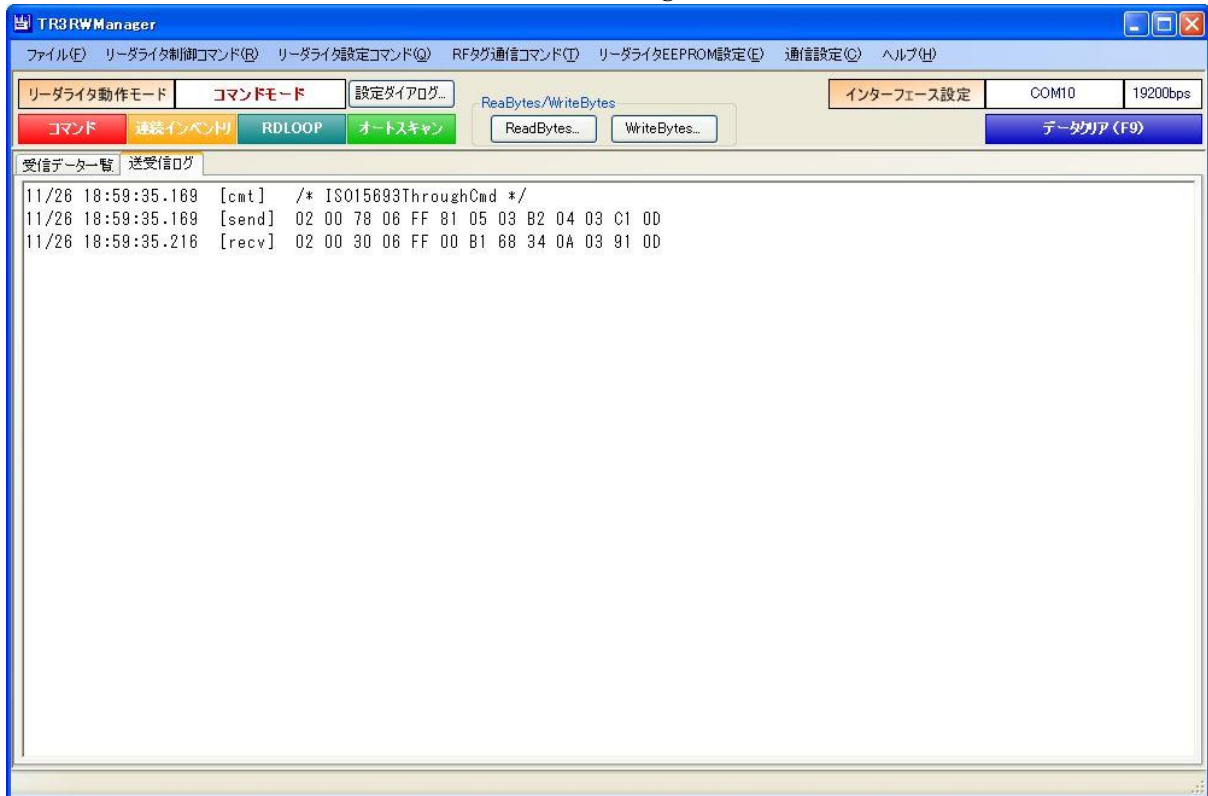 TR3RWManager
ファイル(F) リーダライタ制御コマンド(R) リーダライタ設定コマンド(Q) RFタグ通信コマンド(T) リーダライタEEPROM設定(E) 通信設定(C) ヘルプ(H)
リーダライタ動作モード コマンドモード 設定ダイアログ... ReaBytes/WriteBytes インターフェース設定 COM10 19200bps
コマンド 連続インベントリ RDLOOP オートスキャン ReadBytes... WriteBytes... データクリア(F9)
受信データ一覧 送受信ログ
11/26 18:59:35.169 [cmt] /* ISO15693ThroughCmd */
11/26 18:59:35.169 [send] 02 00 78 06 FF 81 05 03 B2 04 03 C1 0D
11/26 18:59:35.216 [recv] 02 00 30 06 FF 00 B1 68 34 0A 03 91 0D